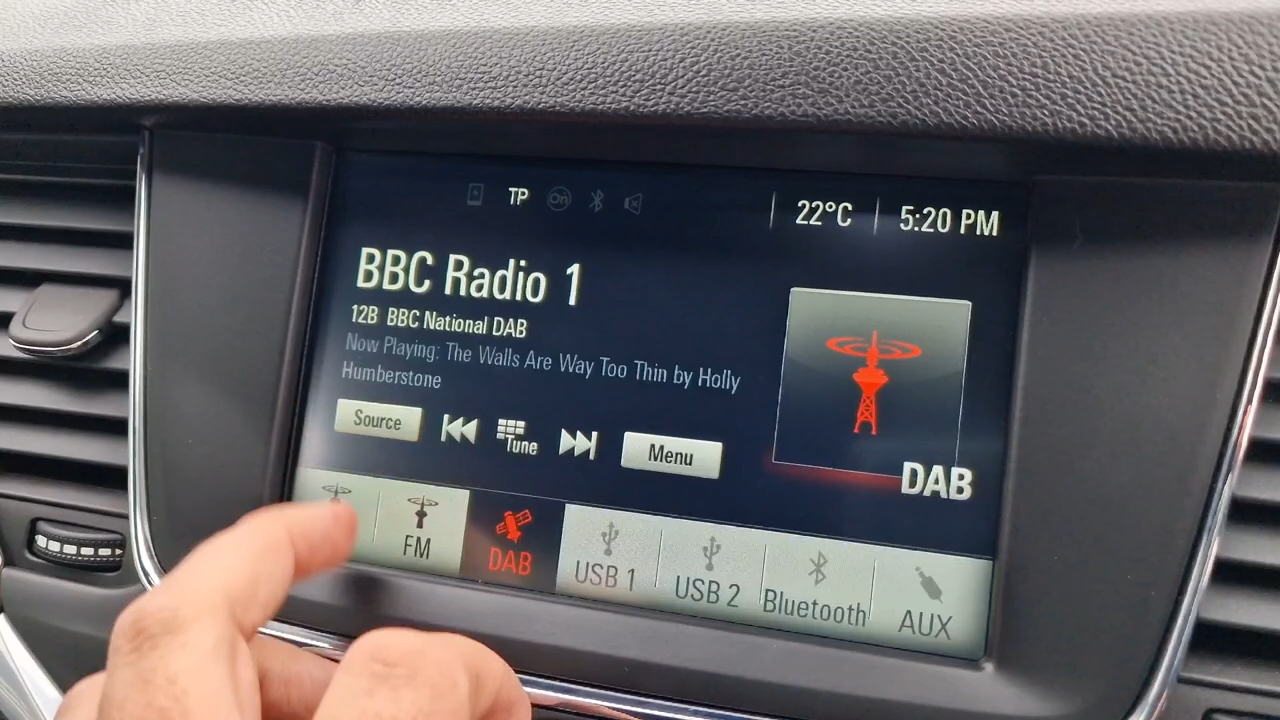 TP On 22°C 5:20 PM
BBC Radio 1
12B BBC National DAB
Now Playing: The Walls Are Way Too Thin by Holly
Humberstone
Source Tune Menu
DAB
FM DAB USB 1 USB 2 Bluetooth AUX